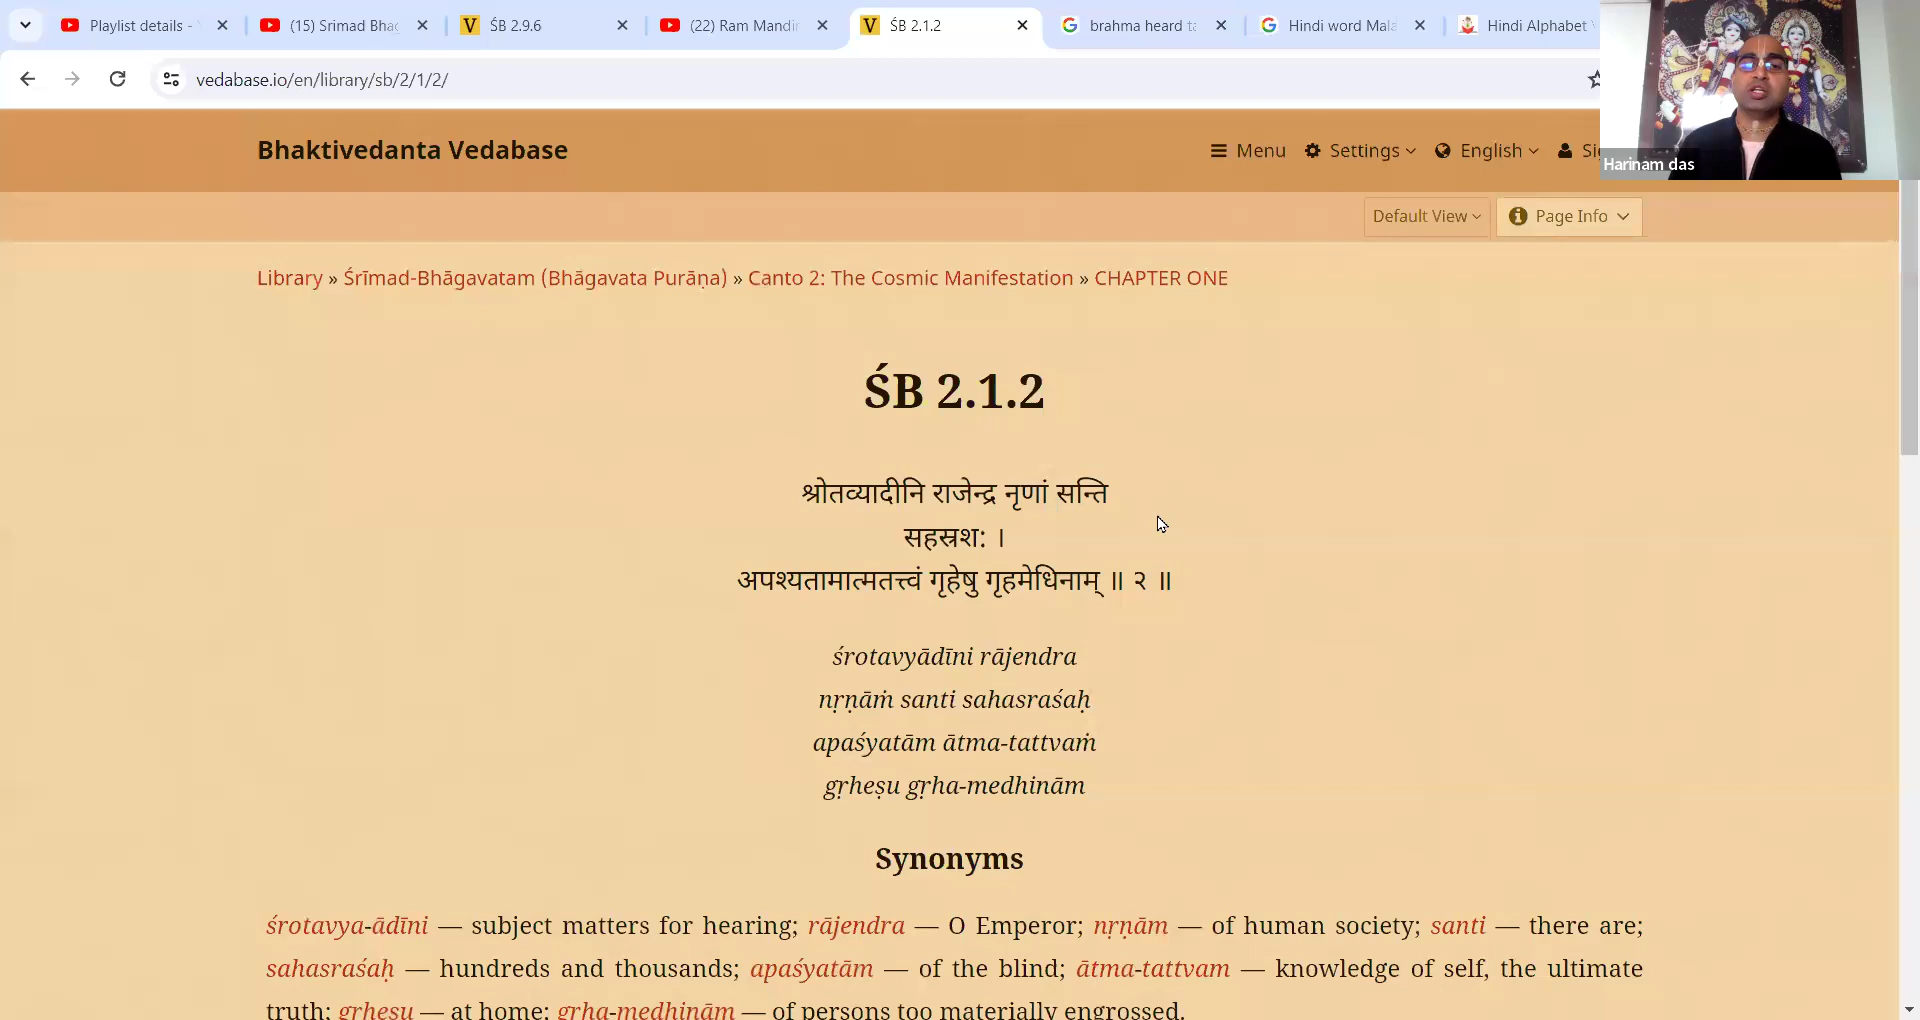 Playlist details - 
(15) Srimad Bhag
ŚB 2.9.6
(22) Ram Mandir
ŚB 2.1.2
brahma heard ta
Hindi word Mala
Hindi Alphabet
vedabase.io/en/library/sb/2/1/2/
Harinam das
Bhaktivedanta Vedabase
Menu Settings English
Default View Page Info
Library » Śrīmad-Bhāgavatam (Bhāgavata Purāṇa) » Canto 2: The Cosmic Manifestation » CHAPTER ONE
ŚB 2.1.2
श्रोतव्यादीनि राजेन्द्र नृणां सन्ति
सहस्रश: ।
अपश्यतामात्मतत्त्वं गृहेषु गृहमेधिनाम् ॥ २ ॥
śrotavyādīni rājendra
nṛṇāṁ santi sahasraśaḥ
apaśyatām ātma-tattvaṁ
gṛheṣu gṛha-medhinām
Synonyms
śrotavya-ādīni — subject matters for hearing; rājendra — O Emperor; nṛṇām — of human society; santi — there are;
sahasraśaḥ — hundreds and thousands; apaśyatām — of the blind; ātma-tattvam — knowledge of self, the ultimate
truth; gṛheṣu — at home; gṛha-medhinām — of persons too materially engrossed.